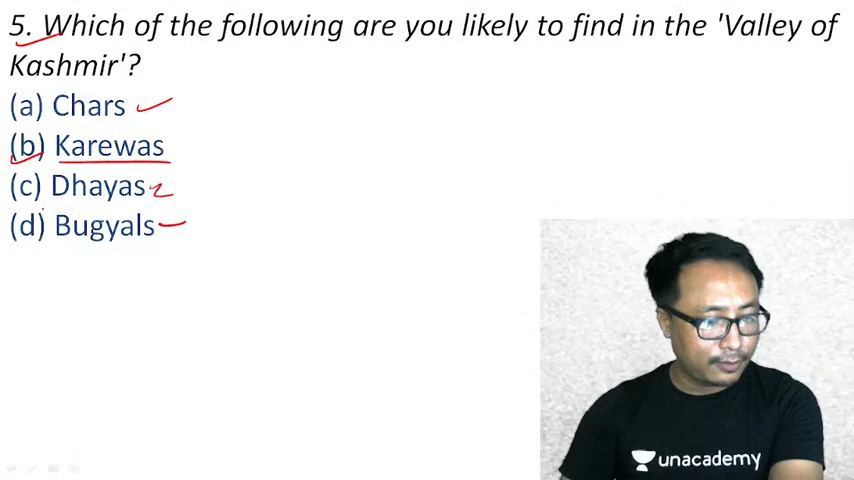 5. Which of the following are you likely to find in the 'Valley of
Kashmir'?
(a) Chars
(b) Karewas
(c) Dhayas
(d) Bugyals
unacademy